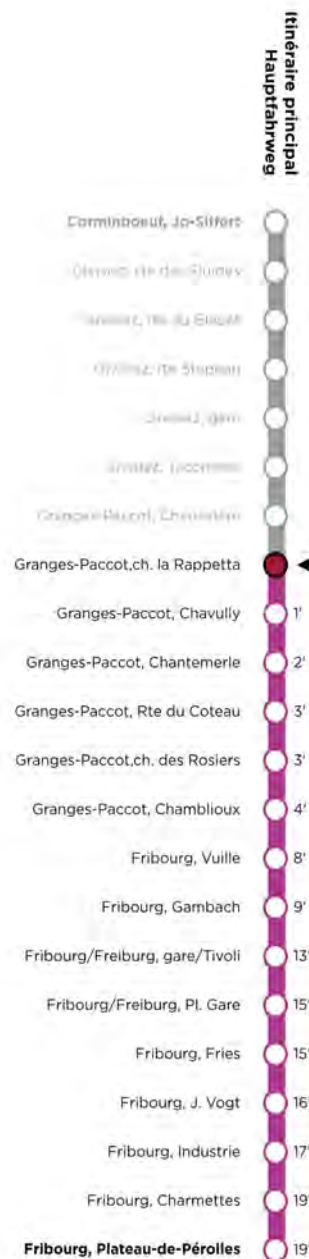 Itinéraire principal
Hauptfahrweg
Corminboeuf, Jo-Siffert
Granges-Paccot,ch. la Rappetta
Granges-Paccot, Chavully 1'
Granges-Paccot, Chantemerle 2'
Granges-Paccot, Rte du Coteau 3'
Granges-Paccot,ch. des Rosiers 3'
Granges-Paccot, Chamblioux 4'
Fribourg, Vuille 8'
Fribourg, Gambach 9'
Fribourg/Freiburg, gare/Tivoli 13'
Fribourg/Freiburg, Pl. Gare 15'
Fribourg, Fries 15'
Fribourg, J. Vogt 16'
Fribourg, Industrie 17'
Fribourg, Charmettes 19'
Fribourg, Plateau-de-Pérolles 19'